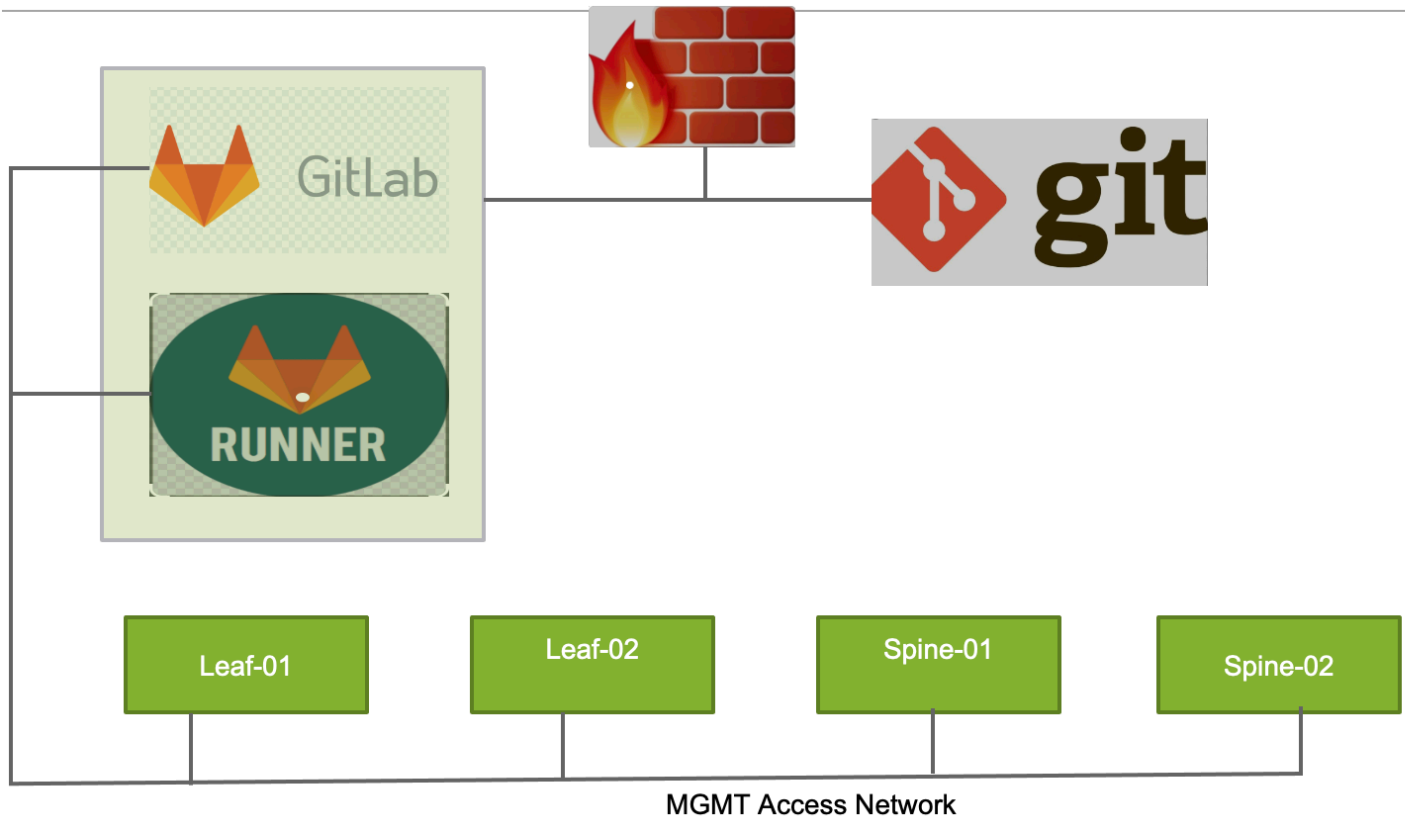 GitLab
git
RUNNER
Leaf-01
Leaf-02
Spine-01
Spine-02
MGMT Access Network